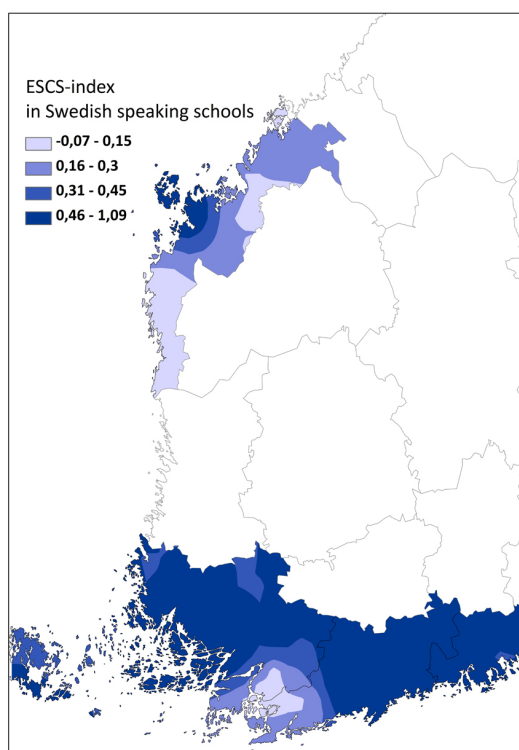 ESCS-index
in Swedish speaking schools
-0,07 - 0,15
0,16 - 0,3
0,31 - 0,45
0,46 - 1,09